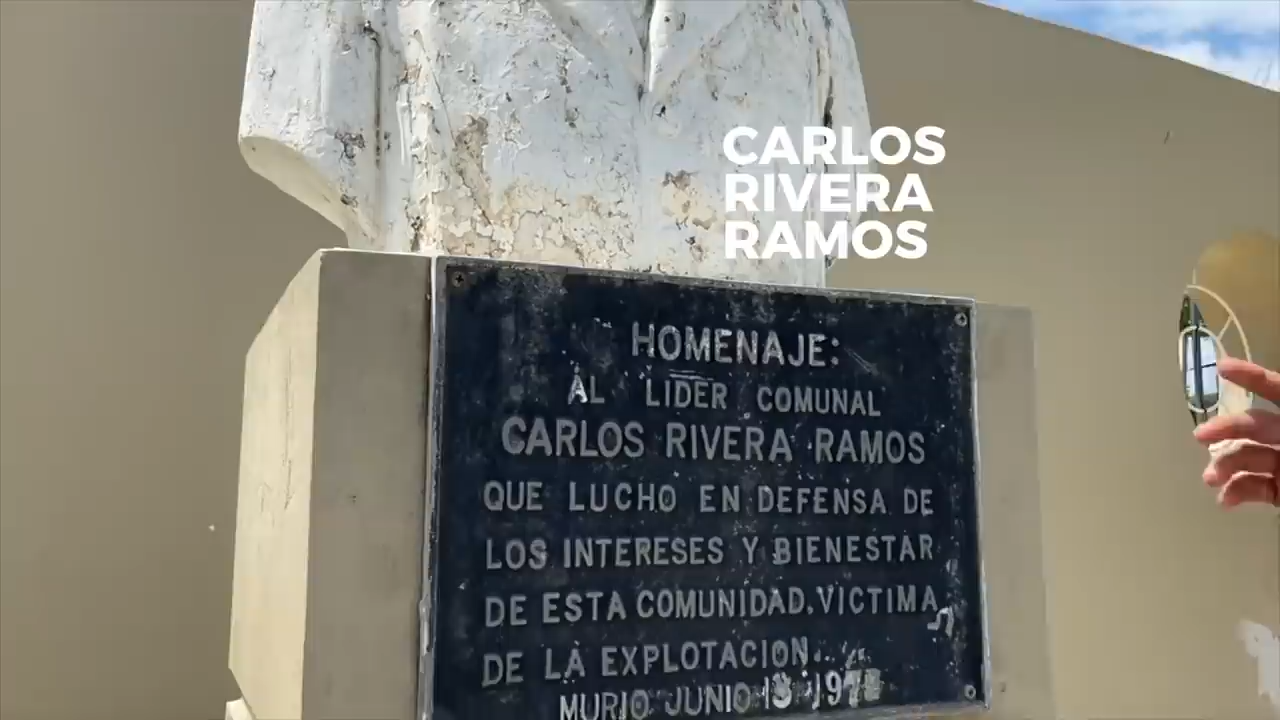 CARLOS
RIVERA
RAMOS
HOMENAJE:
AL LIDER COMUNAL
CARLOS RIVERA RAMOS
QUE LUCHO EN DEFENSA DE
LOS INTERESES Y BIENESTAR
DE ESTA COMUNIDAD. VICTIMA
DE LA EXPLOTACION
MURIO JUNIO